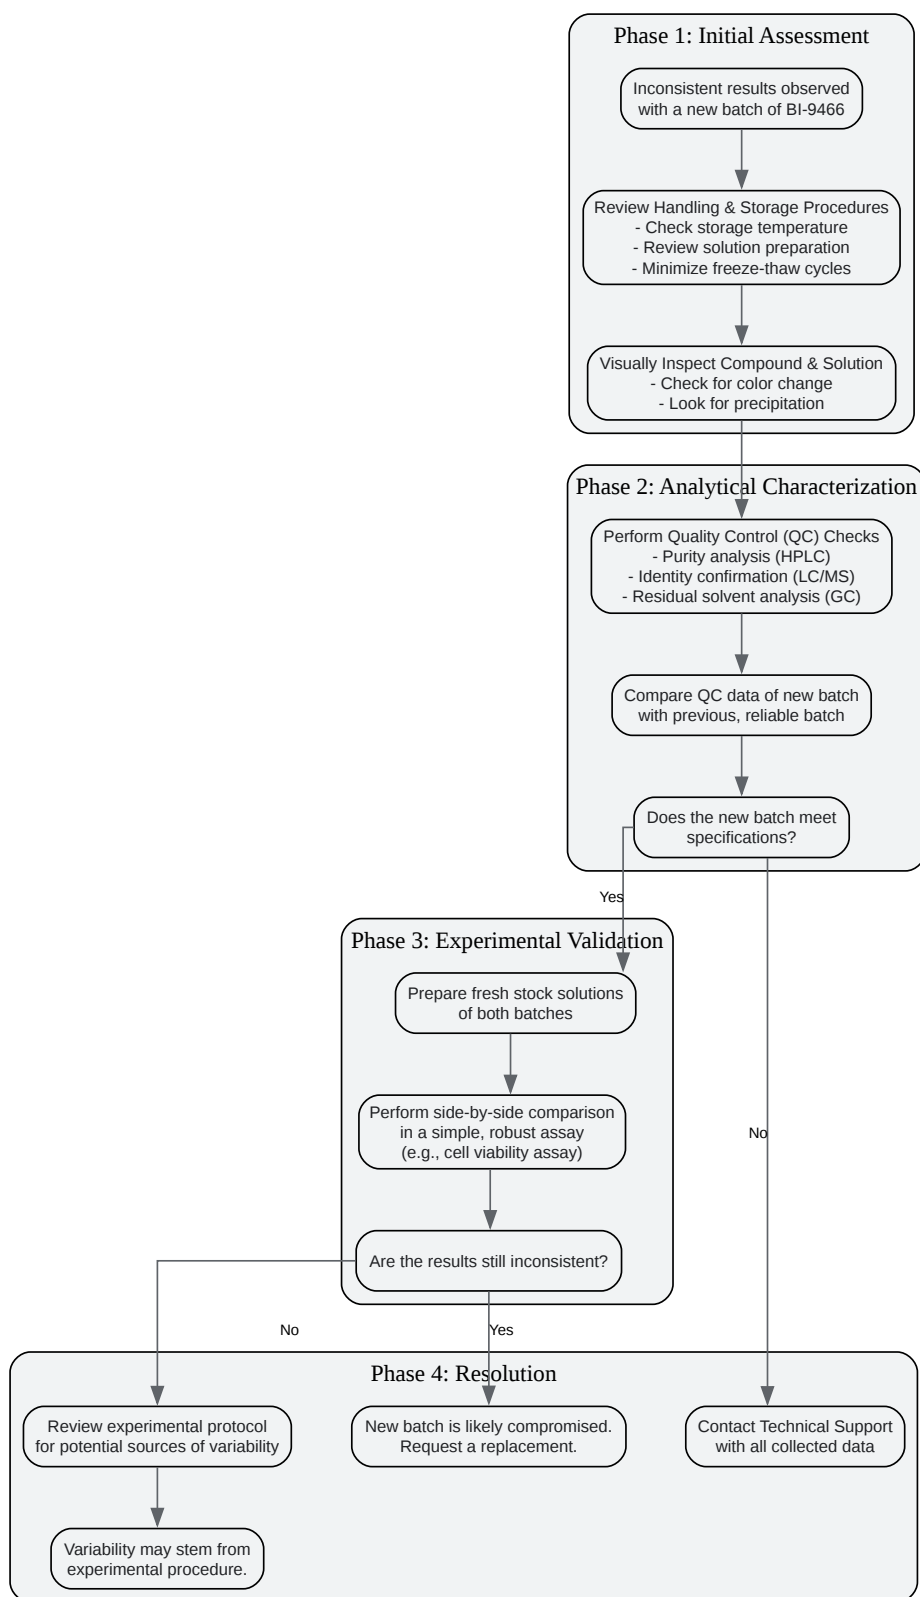 Phase 1: Initial Assessment
Inconsistent results observed
with a new batch of BI-9466
Review Handling & Storage Procedures
- Check storage temperature
- Review solution preparation
- Minimize freeze-thaw cycles
Visually Inspect Compound & Solution
- Check for color change
- Look for precipitation
Phase 2: Analytical Characterization
Perform Quality Control (QC) Checks
- Purity analysis (HPLC)
- Identity confirmation (LC/MS)
- Residual solvent analysis (GC)
Compare QC data of new batch
with previous, reliable batch
Does the new batch meet
specifications?
Yes
Phase 3: Experimental Validation
Prepare fresh stock solutions
of both batches
Perform side-by-side comparison
in a simple, robust assay
(e.g., cell viability assay)
No
Are the results still inconsistent?
No
Yes
Phase 4: Resolution
Review experimental protocol
for potential sources of variability
New batch is likely compromised.
Request a replacement.
Contact Technical Support
with all collected data
Variability may stem from
experimental procedure.